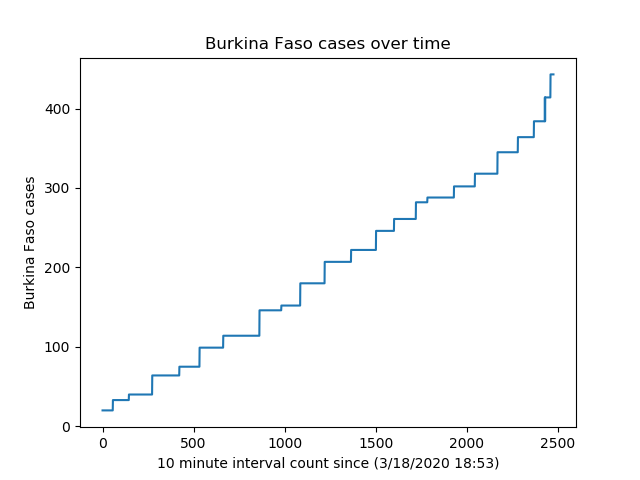 Burkina Faso cases over time
400
300
200
100
0
Burkina Faso cases
0 500 1000 1500 2000 2500
10 minute interval count since (3/18/2020 18:53)